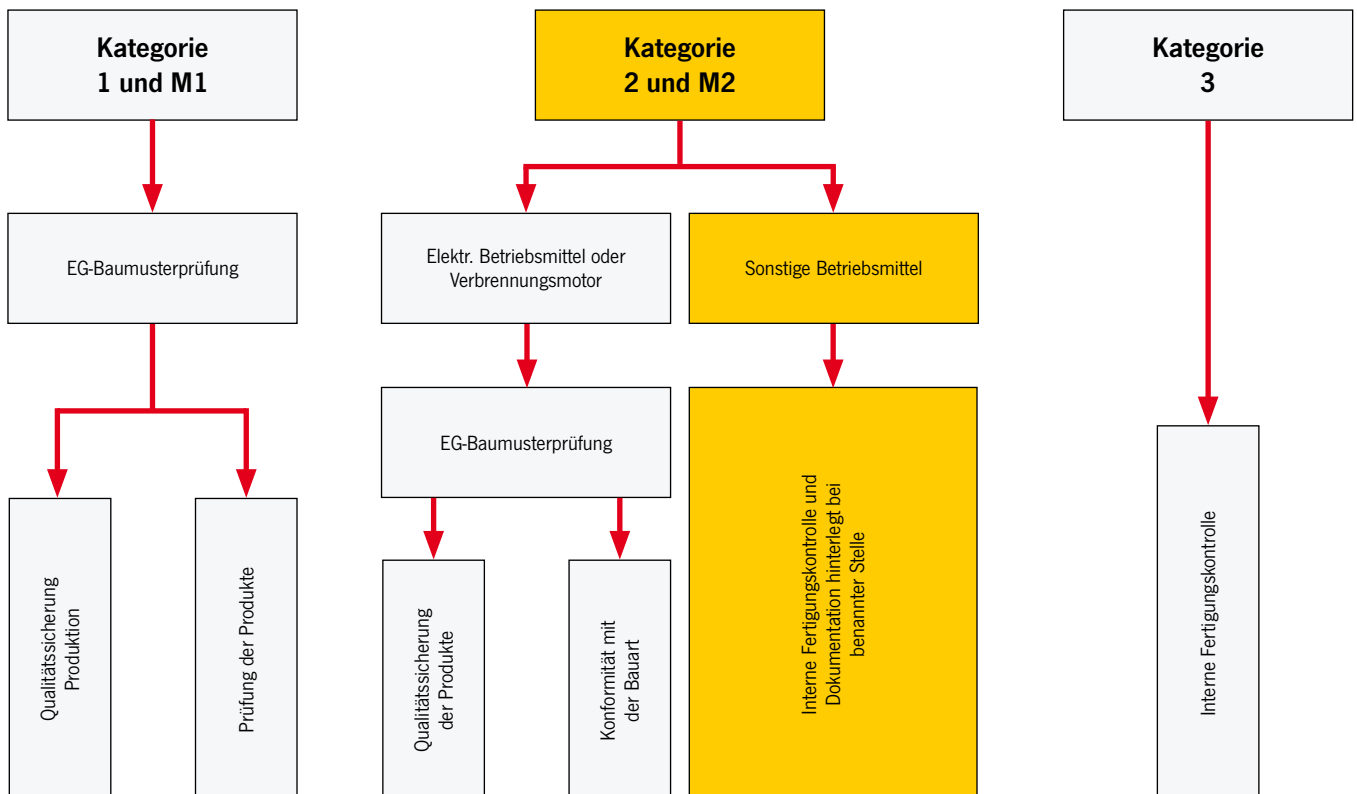 Kategorie
1 und M1
Kategorie
2 und M2
Kategorie
3
EG-Baumusterprüfung
Elektr. Betriebsmittel oder
Verbrennungsmotor
Sonstige Betriebsmittel
EG-Baumusterprüfung
Qualitätssicherung
Produktion
Prüfung der Produkte
Qualitätssicherung
der Produkte
Konformität mit
der Bauart
Interne Fertigungskontrolle und
Dokumentation hinterlegt bei
benannter Stelle
Interne Fertigungskontrolle